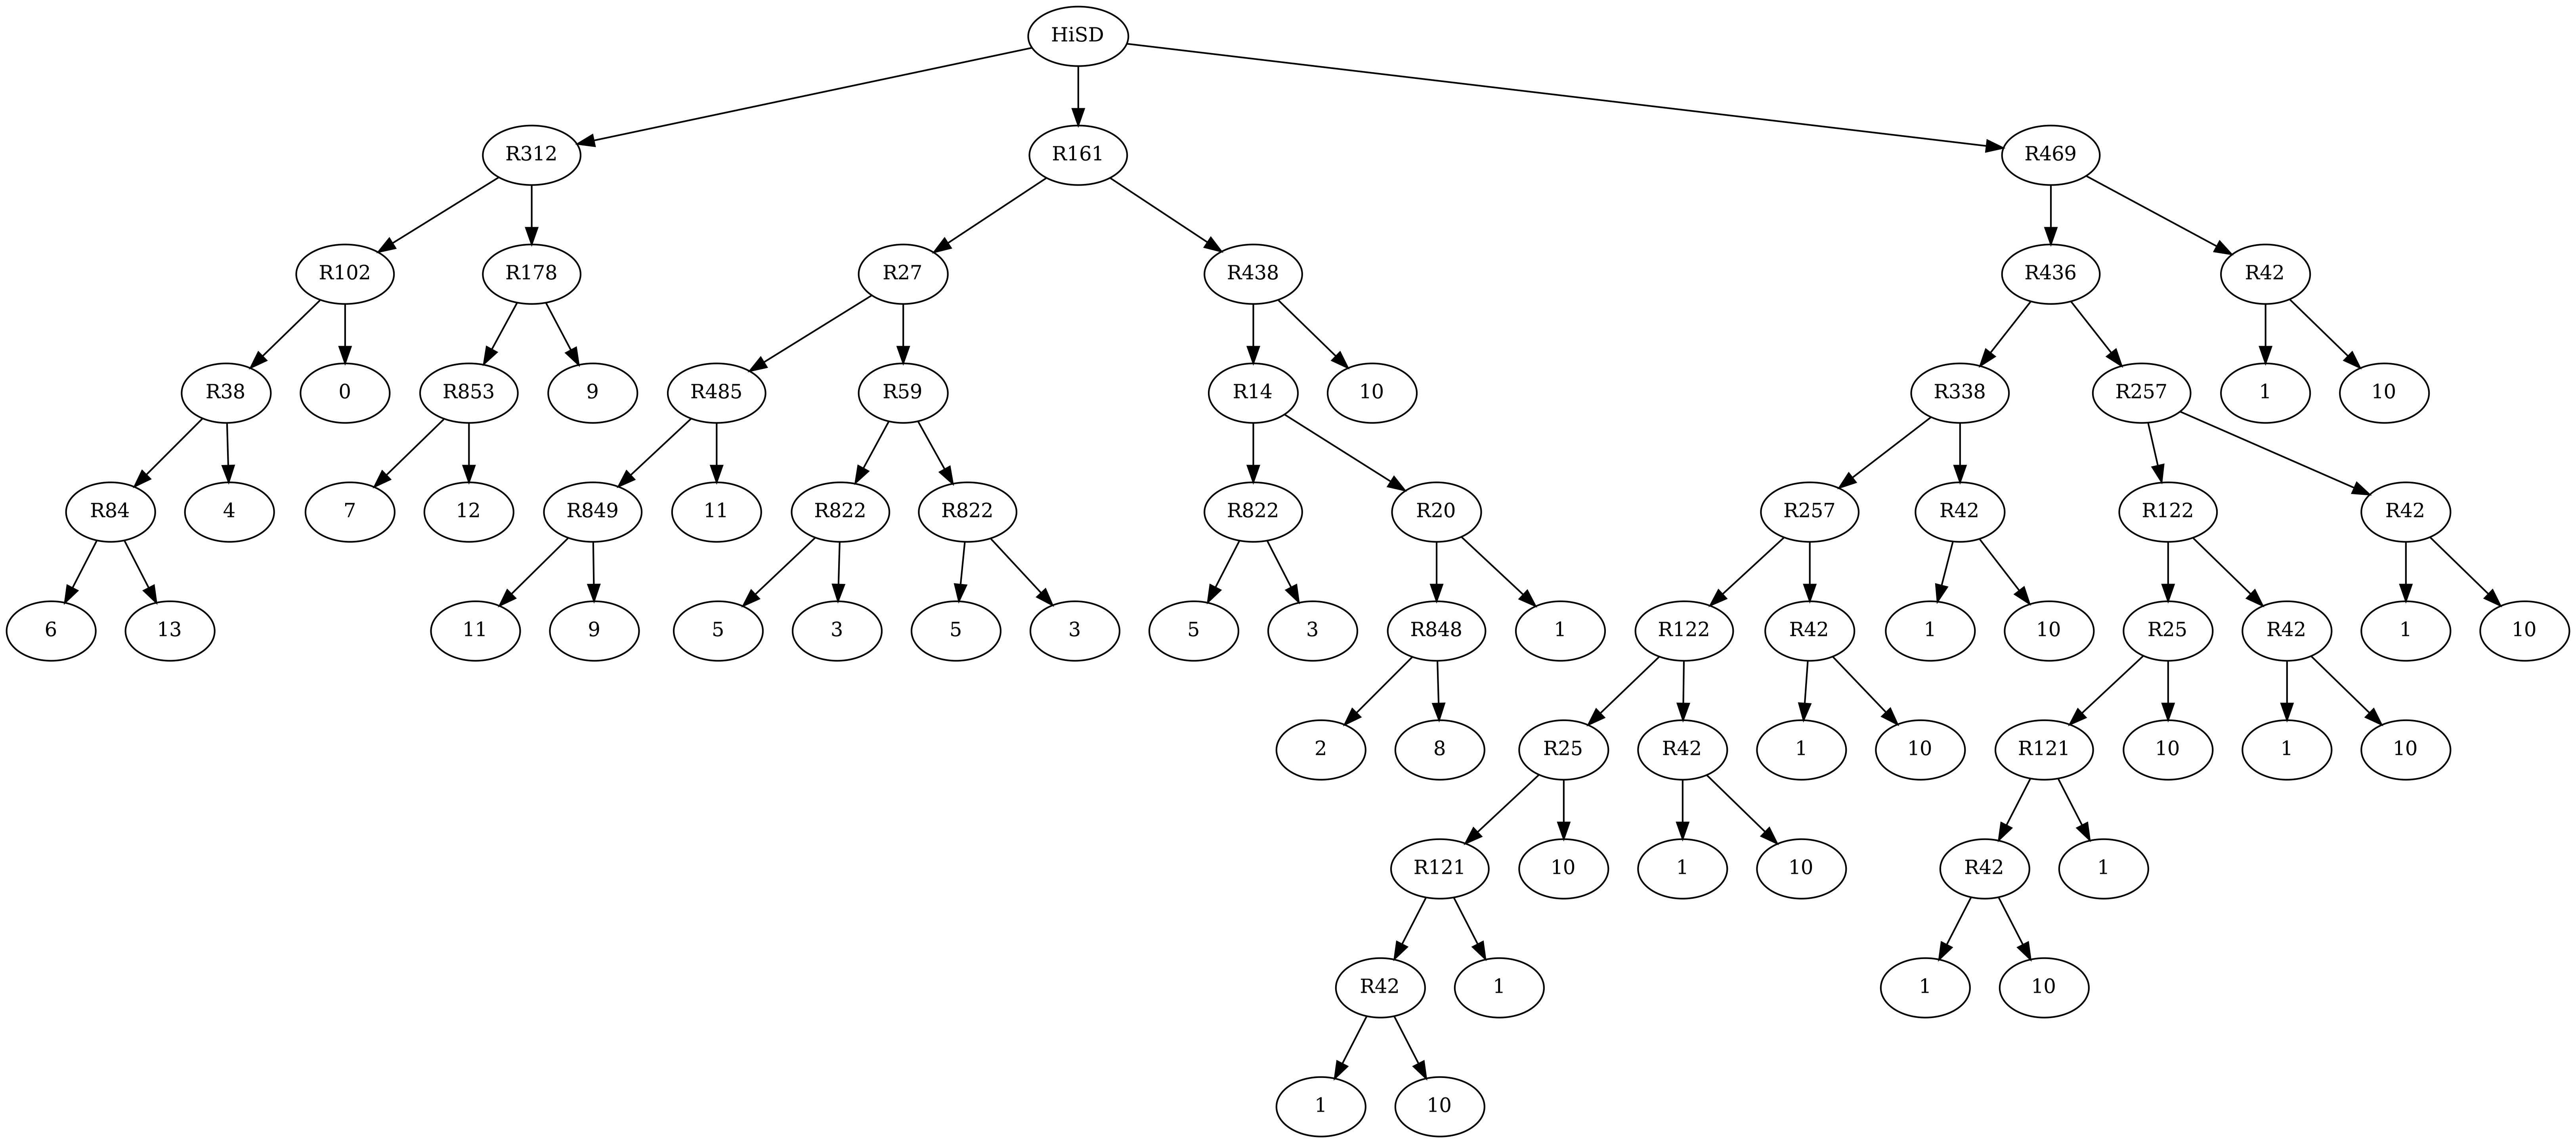 HiSD
R312 R161 R469
R102 R178 R27 R438 R436 R42
R38 0 R853 9 R485 R59 R14 10 R338 R257 1 10
R84 4 7 12 R849 11 R822 R822 R822 R20 R257 R42 R122 R42
6 13 11 9 5 3 5 3 5 3 R848 1 R122 R42 1 10 R25 R42 1 10
2 8 R25 R42 1 10 R121 10 1 10
R121 10 1 10 R42 1
R42 1 1 10
1 10